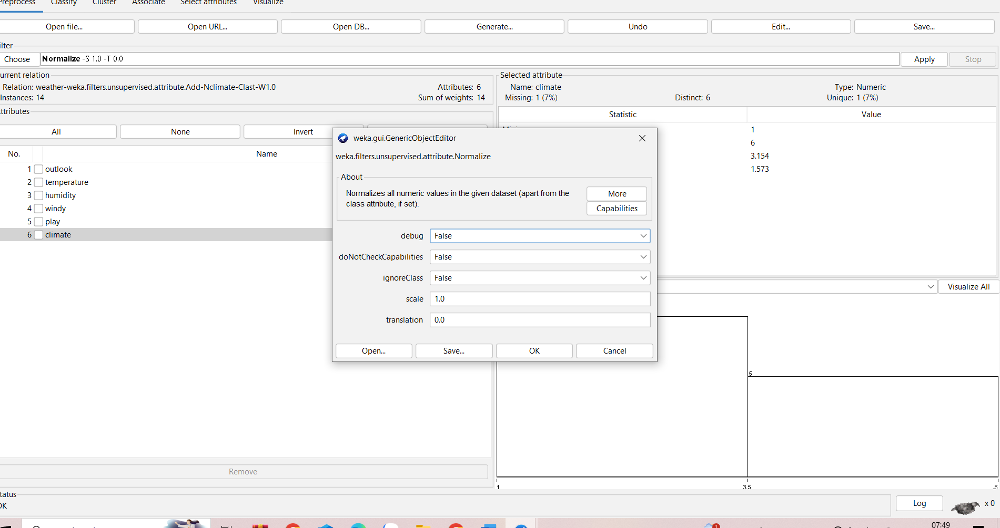 Preprocess Classify Cluster Associate Select attributes Visualize
Open file... Open URL... Open DB... Generate... Undo Edit... Save...
ilter
Choose Normalize -S 1.0 -T 0.0 Apply Stop
urrent relation
Relation: weather-weka.filters.unsupervised.attribute.Add-Nclimate-Clast-W1.0 Attributes: 6
Instances: 14 Sum of weights: 14
Selected attribute
Name: climate Type: Numeric
Missing: 1 (7%) Distinct: 6 Unique: 1 (7%)
ttributes
All None Invert
No. Name
1 outlook
2 temperature
3 humidity
4 windy
5 play
6 climate
Remove
Statistic Value
1
6
3.154
1.573
weka.gui.GenericObjectEditor
weka.filters.unsupervised.attribute.Normalize
About
Normalizes all numeric values in the given dataset (apart from the
class attribute, if set).
More
Capabilities
debug False
doNotCheckCapabilities False
ignoreClass False
scale 1.0
translation 0.0
Open... Save... OK Cancel
Visualize All
5
1 3.5 6
tatus
OK
Log x 0
1
07:49